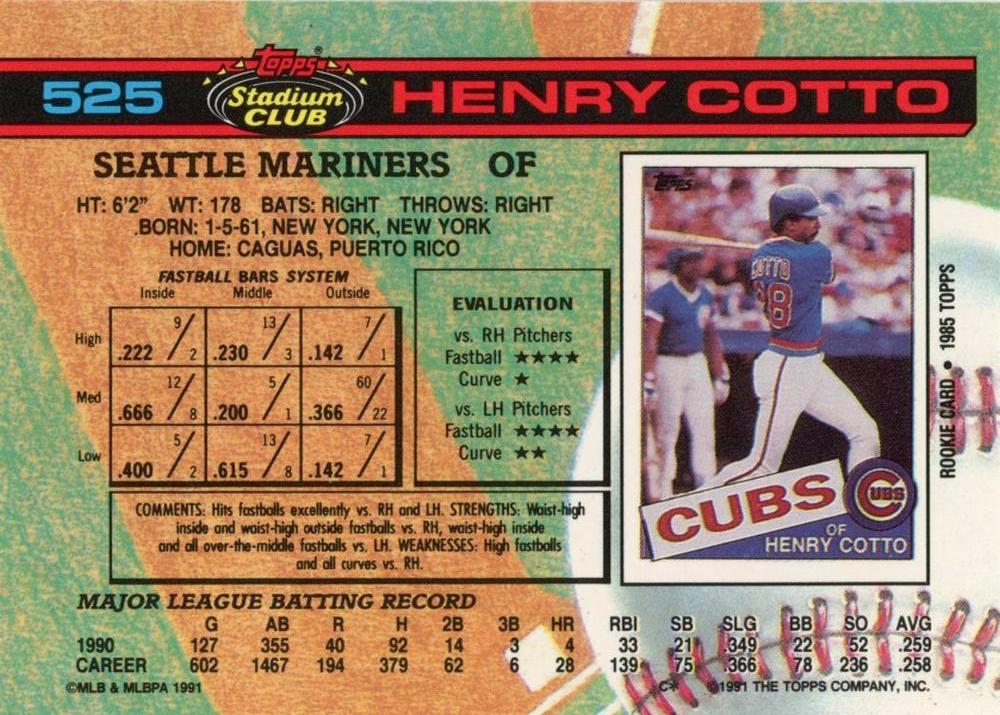 525 Topps® Stadium CLUB HENRY COTTO
SEATTLE MARINERS OF
HT: 6'2" WT: 178 BATS: RIGHT THROWS: RIGHT
.BORN: 1-5-61, NEW YORK, NEW YORK
HOME: CAGUAS, PUERTO RICO
FASTBALL BARS SYSTEM
Inside Middle Outside
High .222 9/2 .230 13/3 .142 7/1
Med .666 12/8 .200 5/1 .366 60/22
Low .400 5/2 .615 13/8 .142 7/1
EVALUATION
vs. RH Pitchers
Fastball ★★★★
Curve ★
vs. LH Pitchers
Fastball ★★★★
Curve ★★
COMMENTS: Hits fastballs excellently vs. RH and LH. STRENGTHS: Waist-high
inside and waist-high outside fastballs vs. RH, waist-high inside
and all over-the-middle fastballs vs. LH. WEAKNESSES: High fastballs
and all curves vs. RH.
TOPPS
COTTO
CUBS
CUBS
OF
HENRY COTTO
ROOKIE CARD • 1985 TOPPS
MAJOR LEAGUE BATTING RECORD
G AB R H 2B 3B HR RBI SB SLG BB SO AVG
1990 127 355 40 92 14 3 4 33 21 .349 22 52 .259
CAREER 602 1467 194 379 62 6 28 139 75 .366 78 236 .258
©MLB & MLBPA 1991 C* ©1991 THE TOPPS COMPANY, INC.